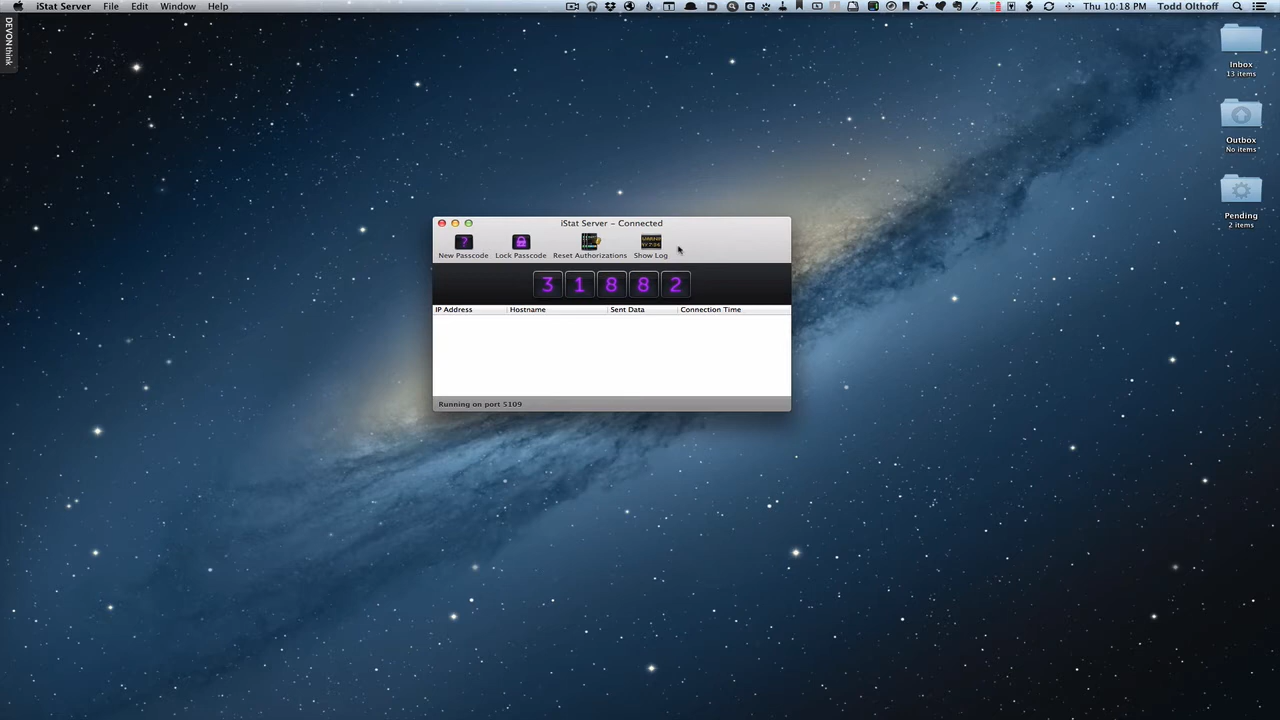 iStat Server File Edit Window Help Thu 10:18 PM Todd Olthoff
DEVONthink
Inbox
13 items
Outbox
No items
Pending
2 items
iStat Server – Connected
New Passcode Lock Passcode Reset Authorizations Show Log
3 1 8 8 2
IP Address Hostname Sent Data Connection Time
Running on port 5109